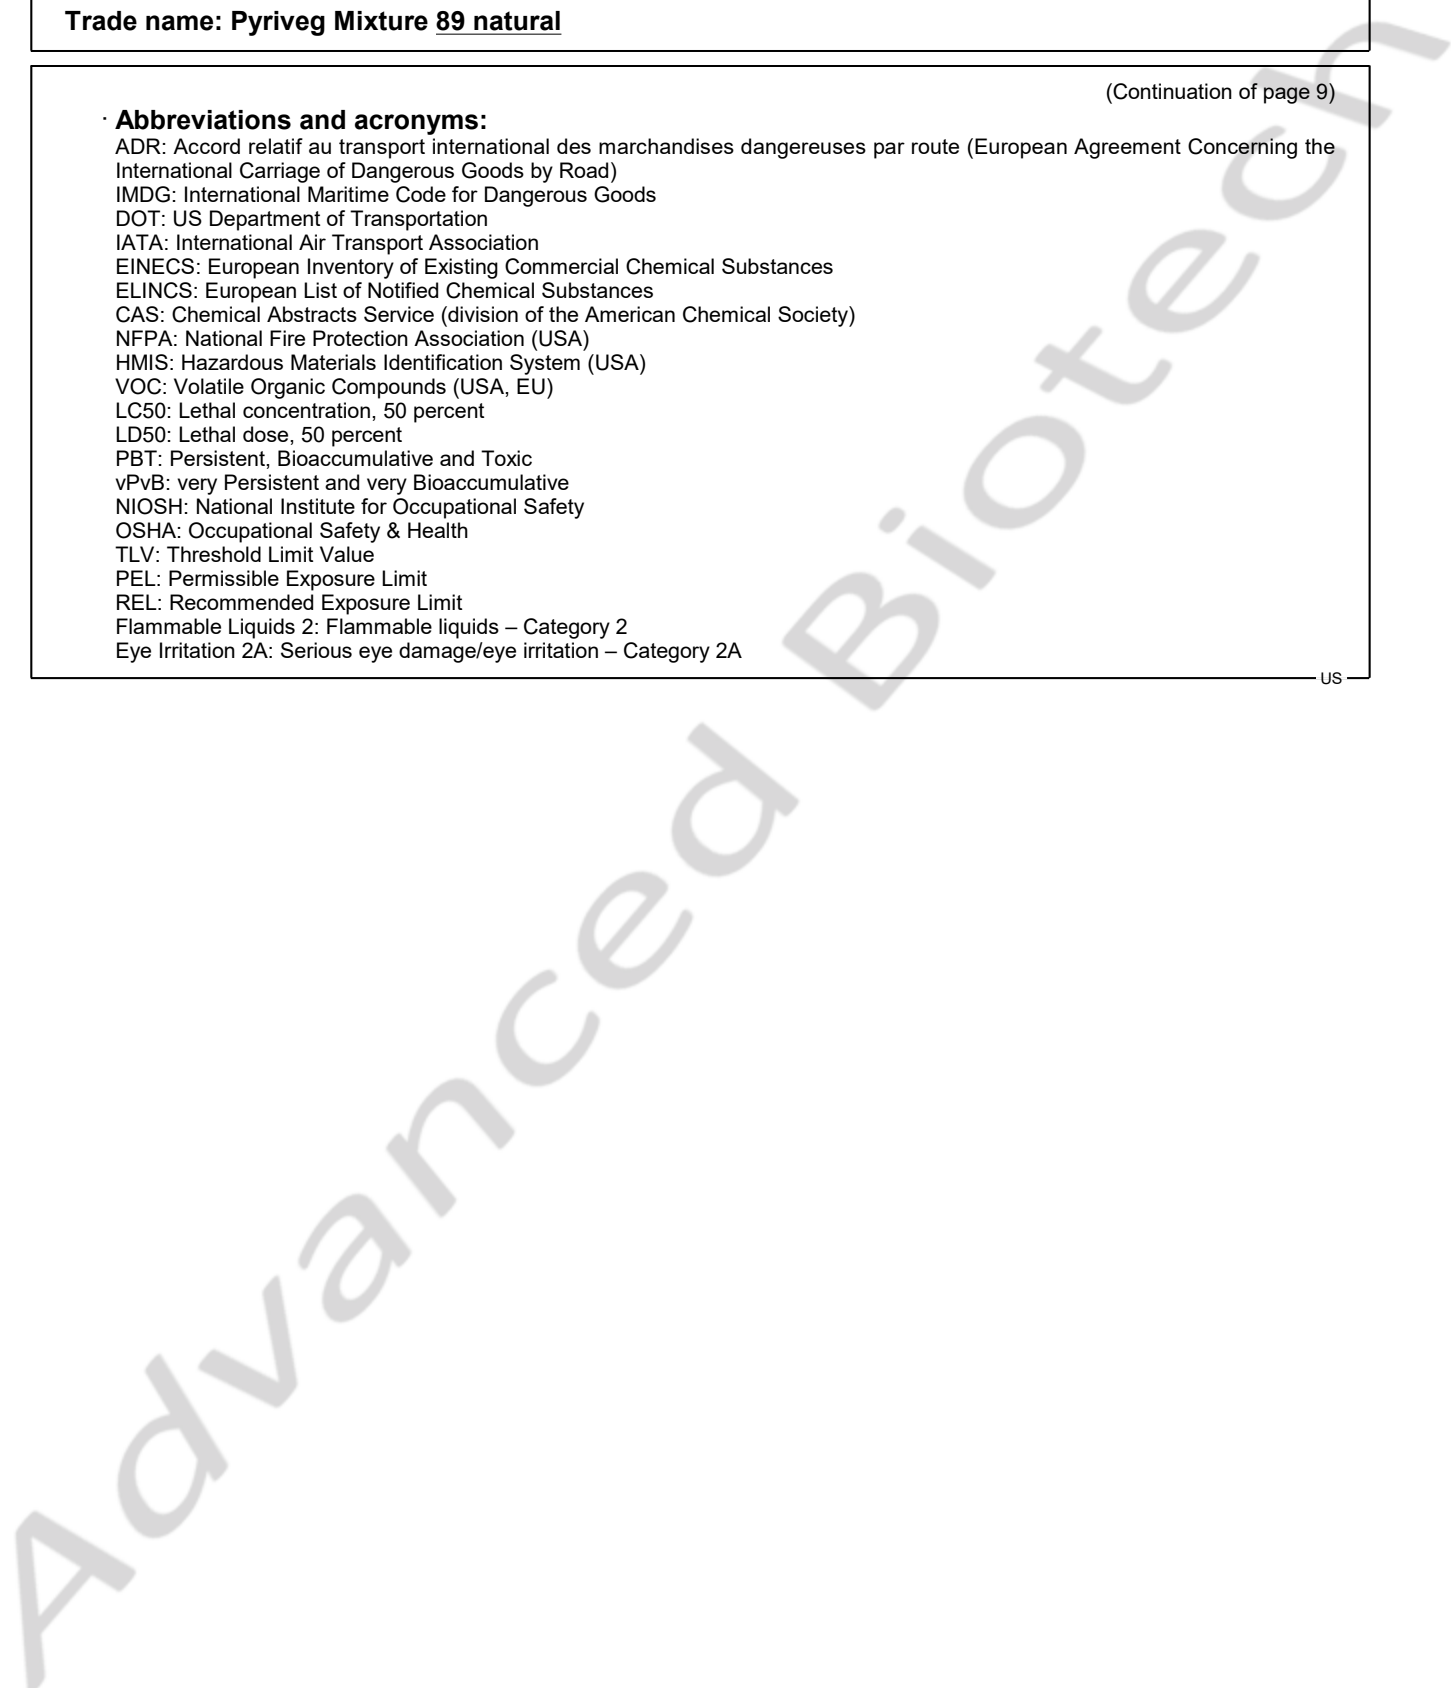 Trade name: Pyriveg Mixture 89 natural
(Continuation of page 9)
· Abbreviations and acronyms:
ADR: Accord relatif au transport international des marchandises dangereuses par route (European Agreement Concerning the
International Carriage of Dangerous Goods by Road)
IMDG: International Maritime Code for Dangerous Goods
DOT: US Department of Transportation
IATA: International Air Transport Association
EINECS: European Inventory of Existing Commercial Chemical Substances
ELINCS: European List of Notified Chemical Substances
CAS: Chemical Abstracts Service (division of the American Chemical Society)
NFPA: National Fire Protection Association (USA)
HMIS: Hazardous Materials Identification System (USA)
VOC: Volatile Organic Compounds (USA, EU)
LC50: Lethal concentration, 50 percent
LD50: Lethal dose, 50 percent
PBT: Persistent, Bioaccumulative and Toxic
vPvB: very Persistent and very Bioaccumulative
NIOSH: National Institute for Occupational Safety
OSHA: Occupational Safety & Health
TLV: Threshold Limit Value
PEL: Permissible Exposure Limit
REL: Recommended Exposure Limit
Flammable Liquids 2: Flammable liquids – Category 2
Eye Irritation 2A: Serious eye damage/eye irritation – Category 2A
US
Advanced Biotech